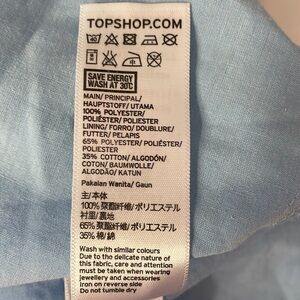 TOPSHOP.COM
40
SAVE ENERGY
WASH AT 30C
MAIN/PRINCIPAL/
HAUPTSTOFF/UTAMA
100% POLYESTER/
POLIÉSTER/POLIESTER
LINING/FORRO/DOUBLURE/
FUTTER/PELAPIS
65% POLYESTER/POLIÉSTER/
POLIESTER
35% COTTON/ALGODÓN/
COTON/BAUMWOLLE/
ALGODÃO/KATUN
Pakaian Wanita/ Gaun
主/本体
100% 聚酯纤维/ポリエステル
衬里/裏地
65% 聚酯纤维/ポリエステル
35% 棉/綿
Wash with similar colours
Due to the delicate nature of
this fabric, care and attention
must be taken when wearing
jewellery and accessories
Iron on reverse side
Do not tumble dry